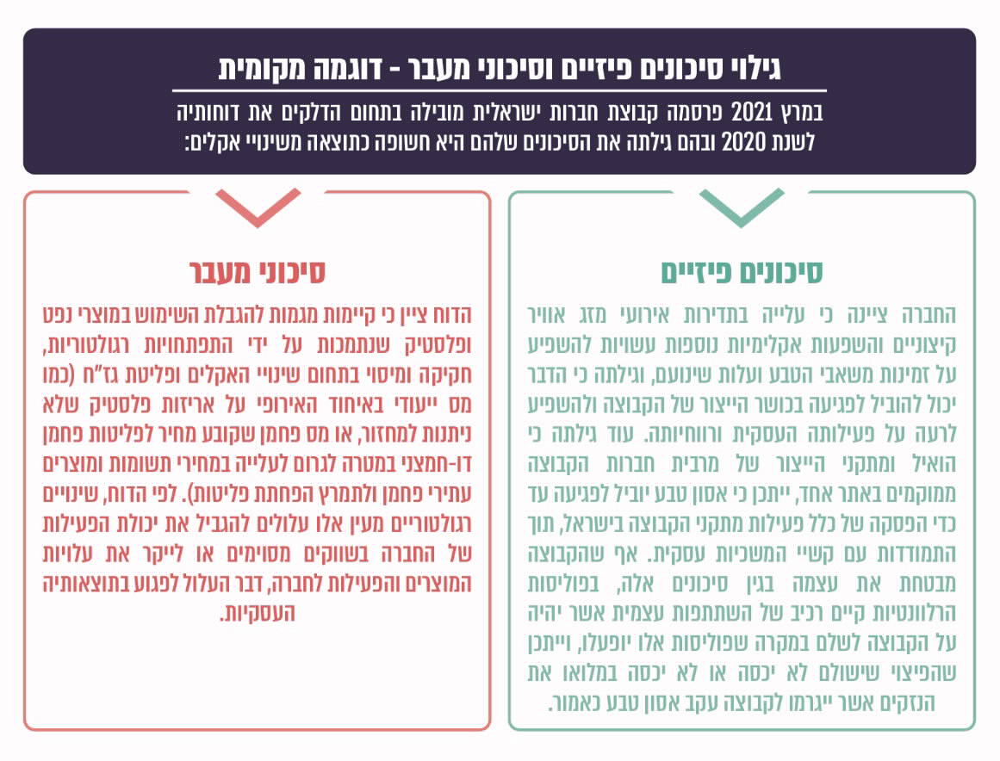 גילוי סיכונים פיזיים וסיכוני מעבר - דוגמה מקומית
במרץ 2021 פרסמה קבוצת חברות ישראלית מובילה בתחום הדלקים את דוחותיה
לשנת 2020 ובהם גילתה את הסיכונים שלהם היא חשופה כתוצאה משינויי אקלים:
סיכונים פיזיים
החברה ציינה כי עלייה בתדירות אירועי מזג אוויר
קיצוניים והשפעות אקלימיות נוספות עשויות להשפיע
על זמינות משאבי הטבע ועלות שינועם, וגילתה כי הדבר
יכול להוביל לפגיעה בכושר הייצור של הקבוצה ולהשפיע
לרעה על פעילותה העסקית ורווחיותה. עוד גילתה כי
הואיל ומתקני הייצור של מרבית חברות הקבוצה
ממוקמים באתר אחד, ייתכן כי אסון טבע יוביל לפגיעה עד
כדי הפסקה של כלל פעילות מתקני הקבוצה בישראל, תוך
התמודדות עם קשיי המשכיות עסקית. אף שהקבוצה
מבטחת את עצמה בגין סיכונים אלה, בפוליסות
הרלוונטיות קיים רכיב של השתתפות עצמית אשר יהיה
על הקבוצה לשלם במקרה שפוליסות אלו יופעלו, וייתכן
שהפיצוי שישולם לא יכסה או לא יכסה במלואו את
הנזקים אשר ייגרמו לקבוצה עקב אסון טבע כאמור.
סיכוני מעבר
הדוח ציין כי קיימות מגמות להגבלת השימוש במוצרי נפט
ופלסטיק שנתמכות על ידי התפתחויות רגולטוריות,
חקיקה ומיסוי בתחום שינויי האקלים ופליטת גז"ח (כמו
מס ייעודי באיחוד האירופי על אריזות פלסטיק שלא
ניתנות למחזור, או מס פחמן שקובע מחיר לפליטות פחמן
דו-חמצני במטרה לגרום לעלייה במחירי תשומות ומוצרים
עתירי פחמן ולתמרץ הפחתת פליטות). לפי הדוח, שינויים
רגולטוריים מעין אלו עלולים להגביל את יכולת הפעילות
של החברה בשווקים מסוימים או לייקר את עלויות
המוצרים והפעילות לחברה, דבר העלול לפגוע בתוצאותיה
העסקיות.